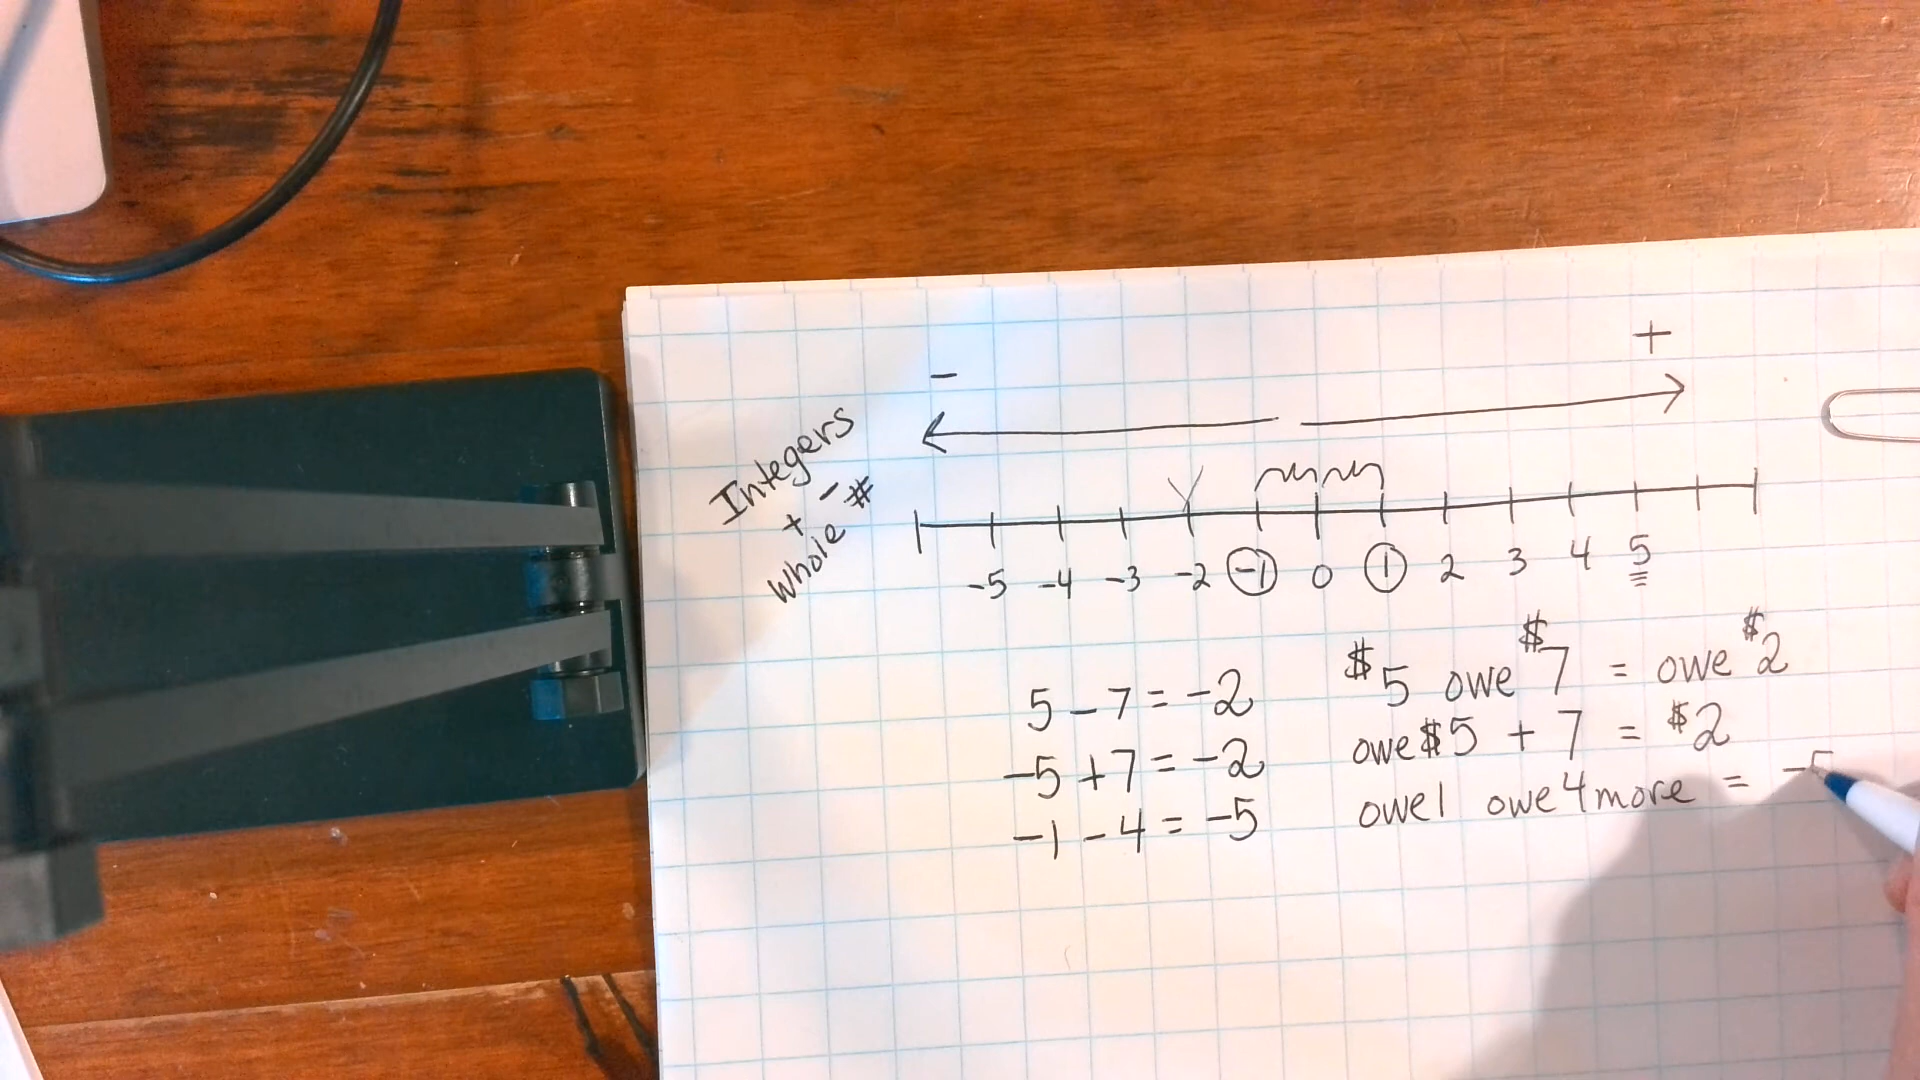 - +
Integers
+ -
Whole #
-5 -4 -3 -2 -1 0 1 2 3 4 5
5 - 7 = -2 $5 owe $7 = owe $2
-5 + 7 = -2 owe $5 + 7 = $2
-1 - 4 = -5 owe 1 owe 4 more = -5